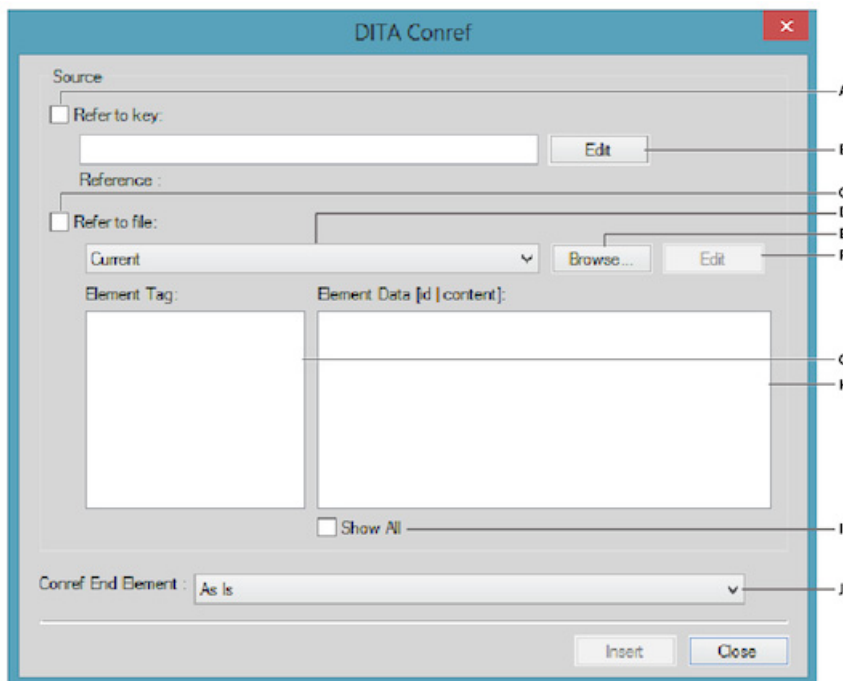 DITA Conref
Source
Refer to key:
Edit
Reference :
Refer to file:
Current
Browse...
Edit
Element Tag:
Element Data [id | content]:
Show All
I
Conref End Element :
As Is
J
Insert
Close